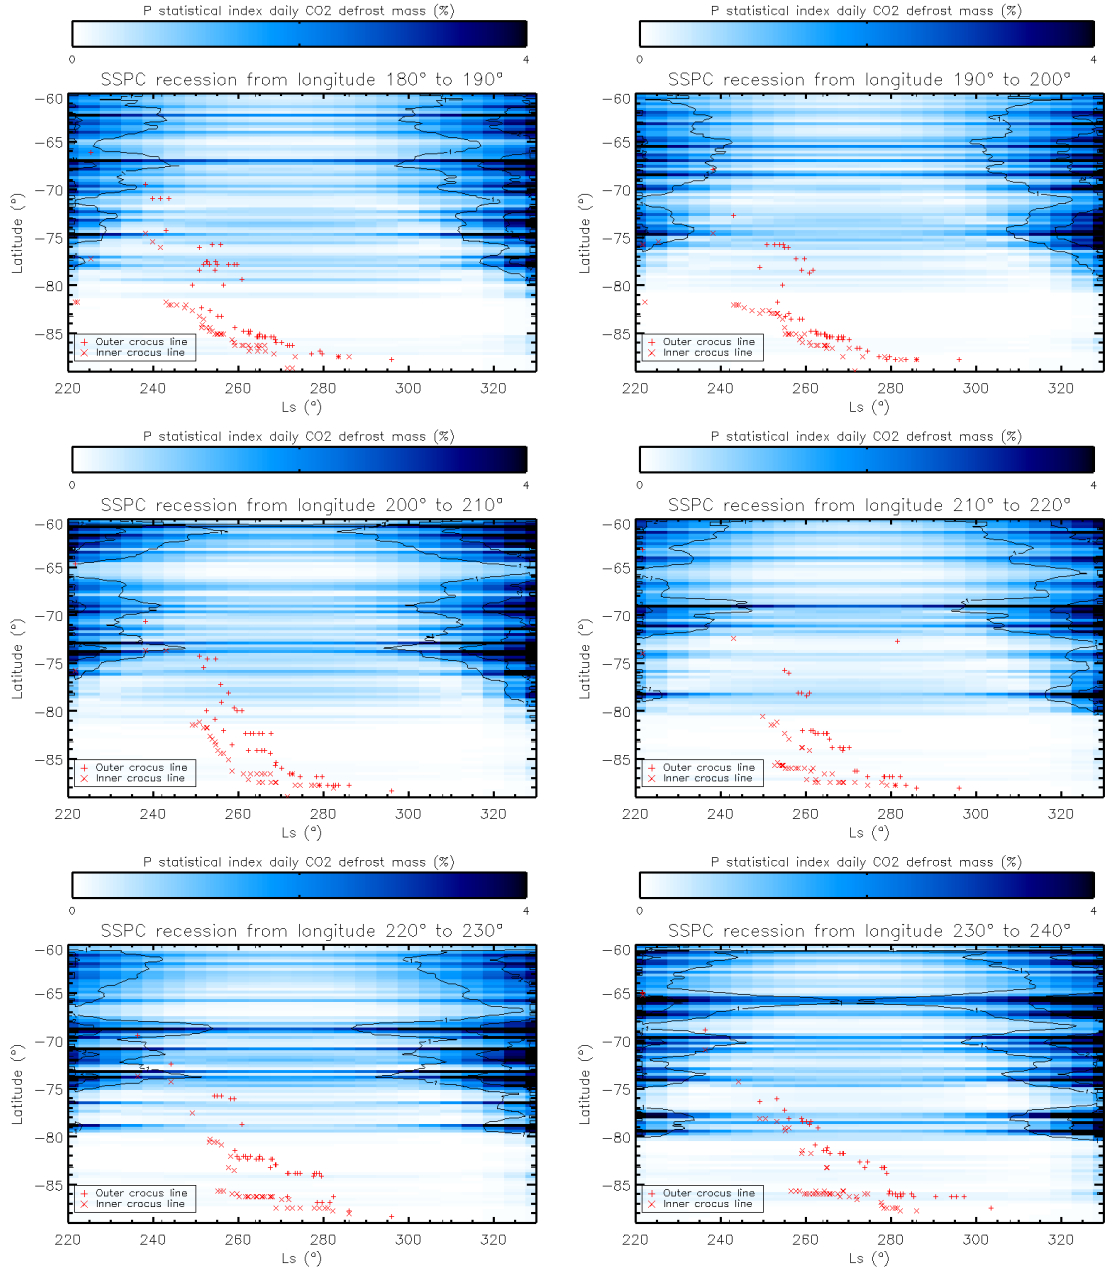 P statistical index daily CO2 defrost mass (%)
0 4
SSPC recession from longitude 180° to 190°
-60
-65
-70
-75
-80
-85
Latitude (°)
+ Outer crocus line
× Inner crocus line
220 240 260 280 300 320
Ls (°)
P statistical index daily CO2 defrost mass (%)
0 4
SSPC recession from longitude 190° to 200°
-60
-65
-70
-75
-80
-85
Latitude (°)
+ Outer crocus line
× Inner crocus line
220 240 260 280 300 320
Ls (°)
P statistical index daily CO2 defrost mass (%)
0 4
SSPC recession from longitude 200° to 210°
-60
-65
-70
-75
-80
-85
Latitude (°)
+ Outer crocus line
× Inner crocus line
220 240 260 280 300 320
Ls (°)
P statistical index daily CO2 defrost mass (%)
0 4
SSPC recession from longitude 210° to 220°
-60
-65
-70
-75
-80
-85
Latitude (°)
+ Outer crocus line
× Inner crocus line
220 240 260 280 300 320
Ls (°)
P statistical index daily CO2 defrost mass (%)
0 4
SSPC recession from longitude 220° to 230°
-60
-65
-70
-75
-80
-85
Latitude (°)
+ Outer crocus line
× Inner crocus line
220 240 260 280 300 320
Ls (°)
P statistical index daily CO2 defrost mass (%)
0 4
SSPC recession from longitude 230° to 240°
-60
-65
-70
-75
-80
-85
Latitude (°)
+ Outer crocus line
× Inner crocus line
220 240 260 280 300 320
Ls (°)